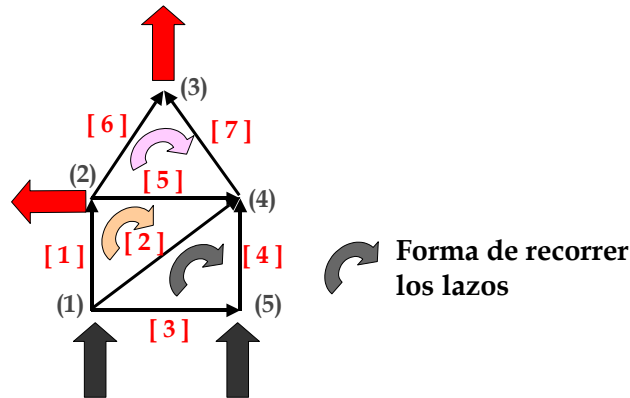 (3)
[ 6 ]
[ 7 ]
(2)
[ 5 ]
(4)
[ 1 ]
[ 2 ]
[ 4 ]
(1)
(5)
[ 3 ]
Forma de recorrer
los lazos